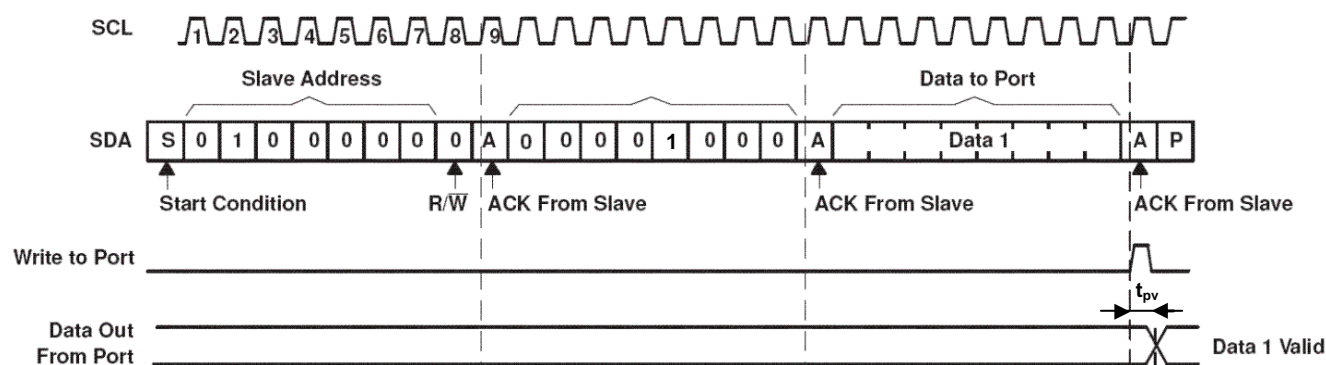 SCL 1 2 3 4 5 6 7 8 9
Slave Address Data to Port
SDA S 0 1 0 0 0 0 0 0 A 0 0 0 0 1 0 0 0 A Data 1 A P
Start Condition R/W̅ ACK From Slave ACK From Slave ACK From Slave
Write to Port
tpv
Data Out
From Port
Data 1 Valid